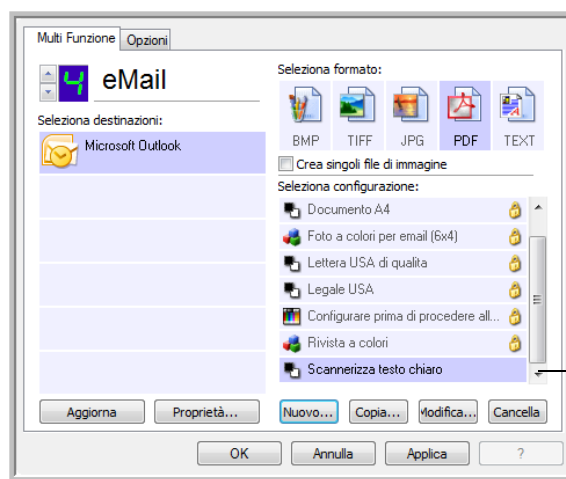 Multi Funzione Opzioni
4 eMail
Seleziona destinazioni:
Microsoft Outlook
Seleziona formato:
BMP TIFF JPG PDF TEXT
Crea singoli file di immagine
Seleziona configurazione:
Documento A4
Foto a colori per email (6x4)
Lettera USA di qualita
Legale USA
Configurare prima di procedere all...
Rivista a colori
Scannerizza testo chiaro
Aggiorna Proprietà... Nuovo... Copia... Modifica... Cancella
OK Annulla Applica ?